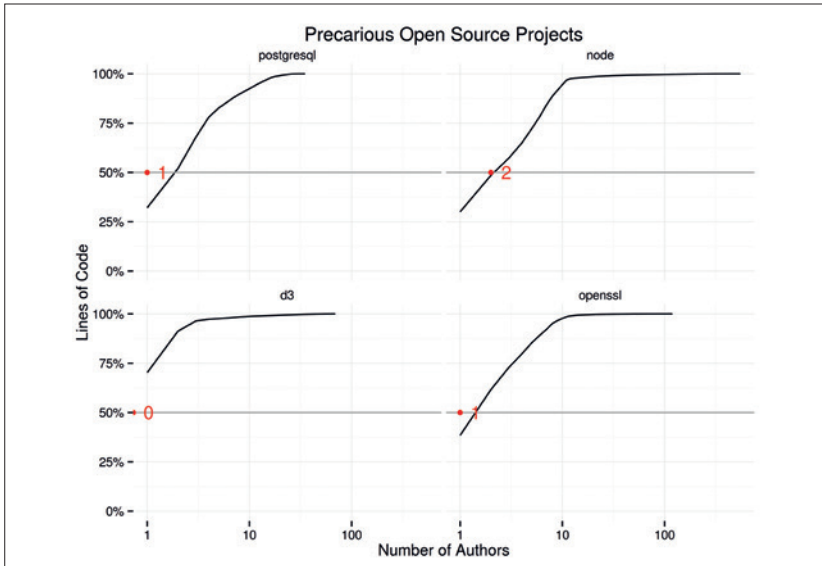 Precarious Open Source Projects
postgresql
node
100%
75%
50%
25%
0%
1
2
Lines of Code
d3
openssl
100%
75%
50%
25%
0%
0
1
1
10
100
1
10
100
Number of Authors